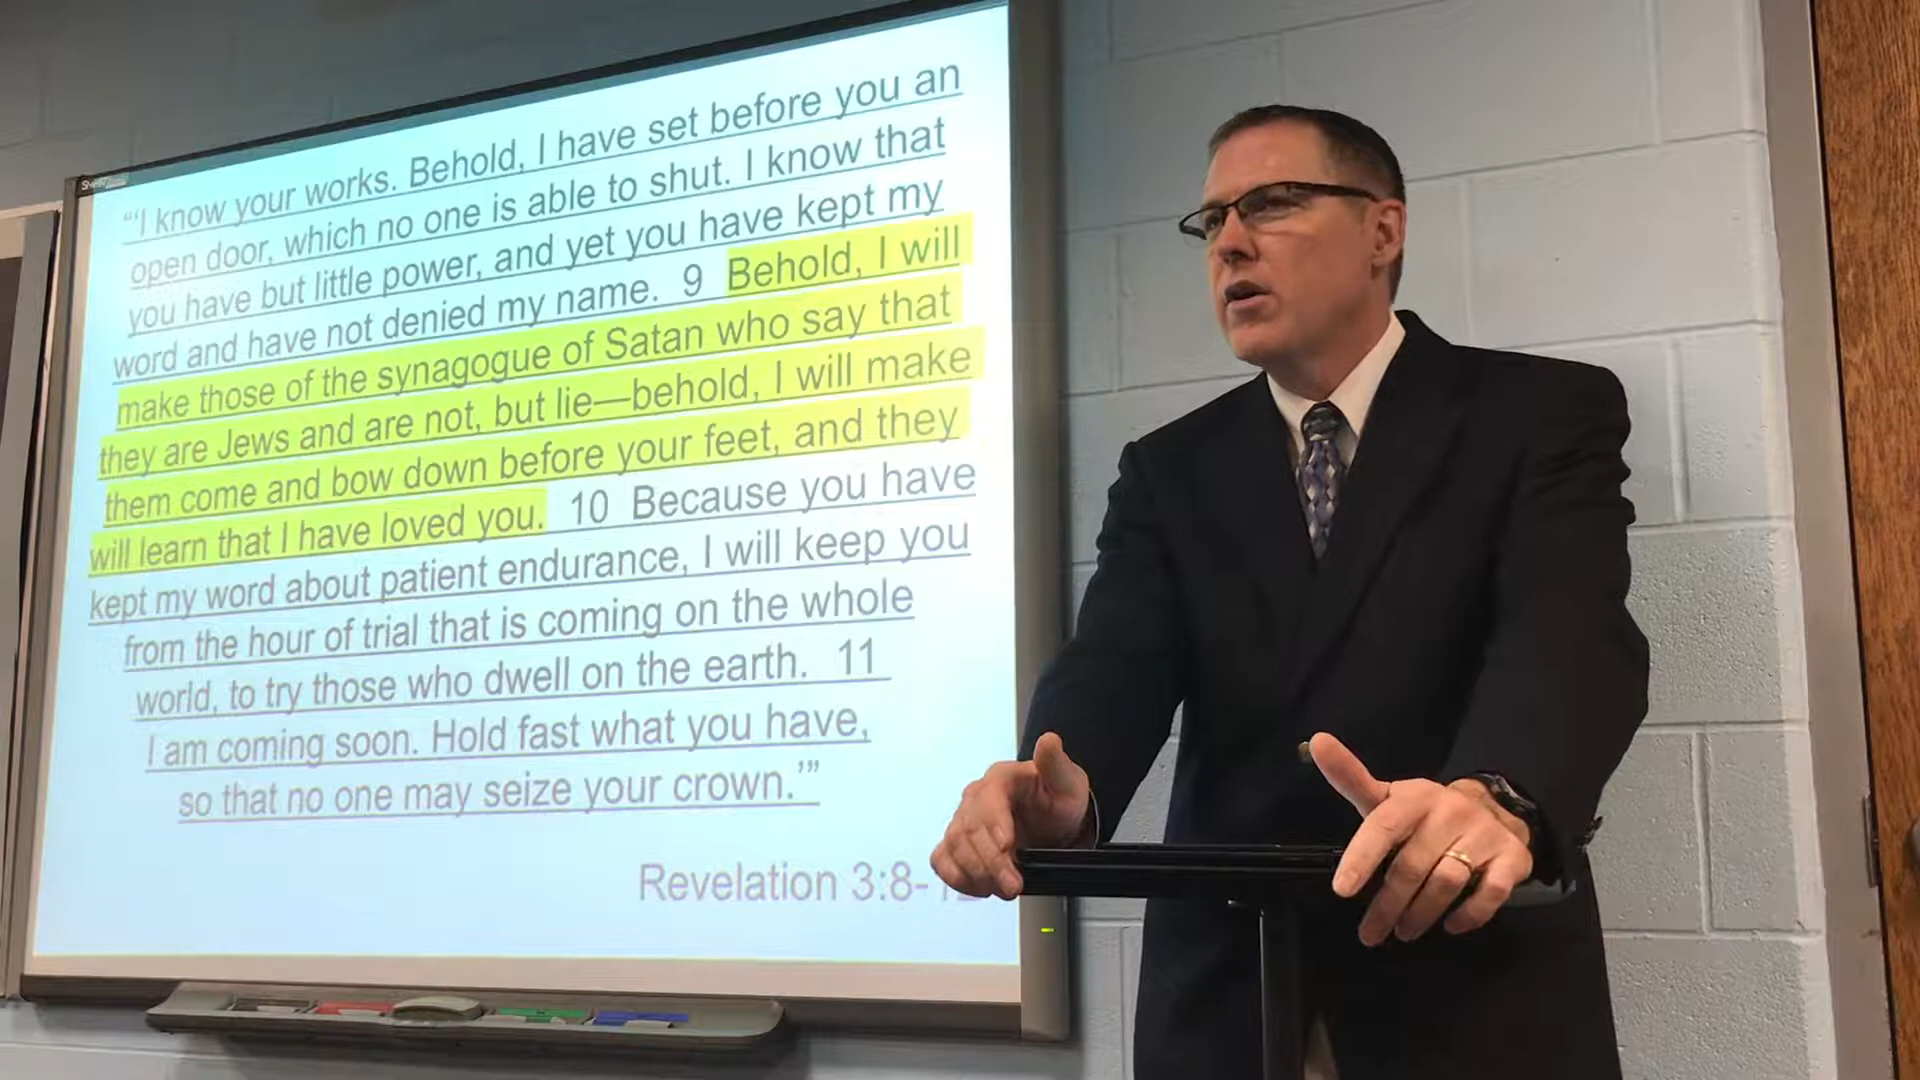 SMART
“‘I know your works. Behold, I have set before you an
open door, which no one is able to shut. I know that
you have but little power, and yet you have kept my
word and have not denied my name. 9 Behold, I will
make those of the synagogue of Satan who say that
they are Jews and are not, but lie—behold, I will make
them come and bow down before your feet, and they
will learn that I have loved you. 10 Because you have
kept my word about patient endurance, I will keep you
from the hour of trial that is coming on the whole
world, to try those who dwell on the earth. 11
I am coming soon. Hold fast what you have,
so that no one may seize your crown.’”
Revelation 3:8-